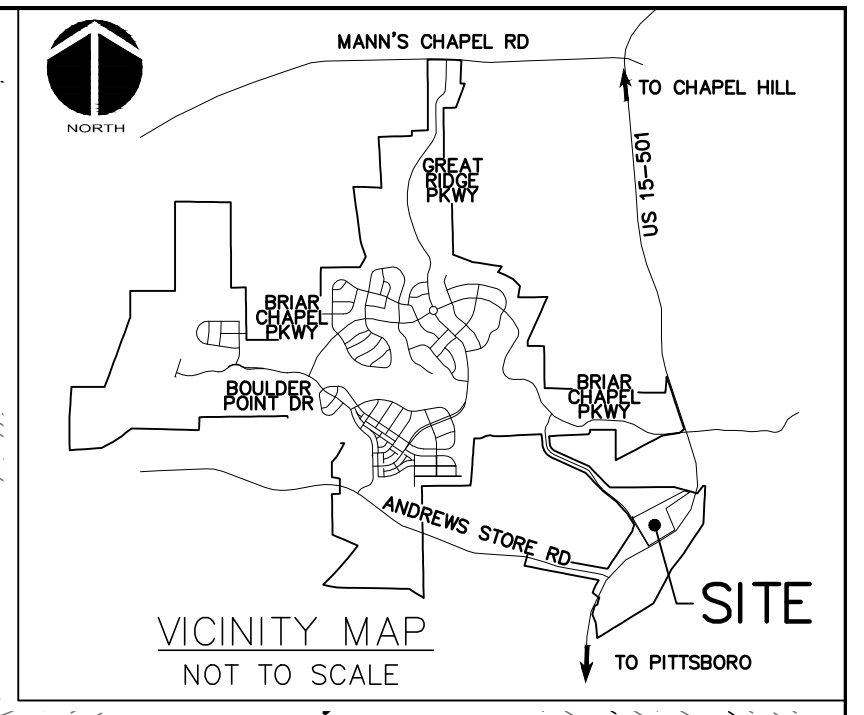 MANN'S CHAPEL RD
NORTH
TO CHAPEL HILL
US 15-501
GREAT
RIDGE
PKWY
BRIAR
CHAPEL
PKWY
BOULDER
POINT DR
BRIAR
CHAPEL
PKWY
ANDREWS STORE RD
SITE
VICINITY MAP
NOT TO SCALE
TO PITTSBORO